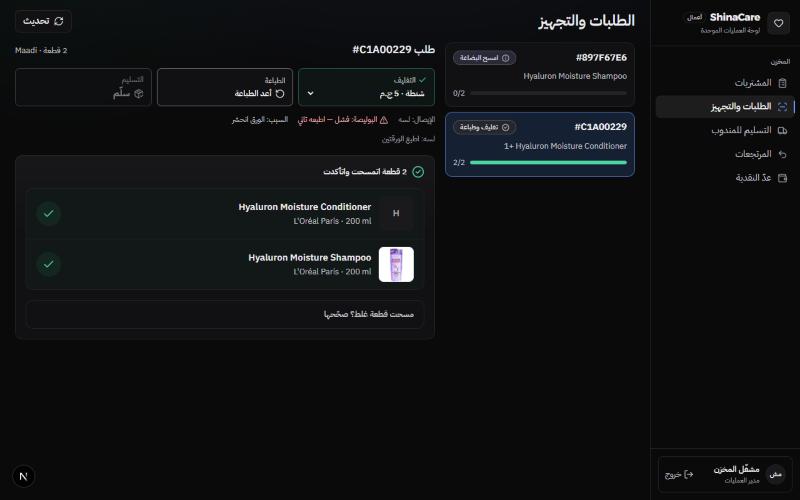 ShinaCare أعمال
لوحة العمليات الموحدة
المخزن
المشتريات
الطلبات والتجهيز
التسليم للمندوب
المرتجعات
عدّ النقدية
مش
مشغّل المخزن
مدير العمليات
خروج
الطلبات والتجهيز
تحديث
#897F67E6
امسح البضاعة
Hyaluron Moisture Shampoo
0/2
#C1A00229
تغليف وطباعة
Hyaluron Moisture Conditioner +1
2/2
طلب #C1A00229
2 قطعة · Maadi
التغليف
شنطة · 5 ج.م
الطباعة
أعد الطباعة
التسليم
سلّم
الإيصال: لسه
البوليصة: فشل — اطبعه تاني
السبب: الورق انحشر
لسه: اطبع الورقتين
2 قطعة اتمسحت واتأكدت
H
Hyaluron Moisture Conditioner
L'Oréal Paris · 200 ml
Hyaluron Moisture Shampoo
L'Oréal Paris · 200 ml
مسحت قطعة غلط؟ صحّحها
N